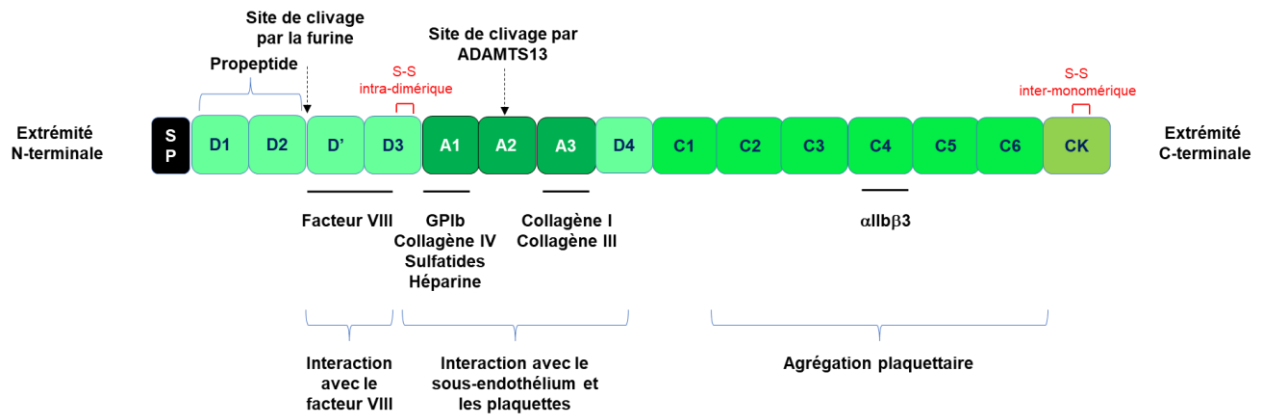 Site de clivage
par la furine
Site de clivage par
ADAMTS13
Propeptide
S-S
intra-dimérique
S-S
inter-monomérique
Extrémité
N-terminale
S
P
D1
D2
D'
D3
A1
A2
A3
D4
C1
C2
C3
C4
C5
C6
CK
Extrémité
C-terminale
Facteur VIII
GPIb
Collagène IV
Sulfatides
Héparine
Collagène I
Collagène III
αIIbβ3
Interaction
avec le
facteur VIII
Interaction avec le
sous-endothélium et
les plaquettes
Agrégation plaquettaire